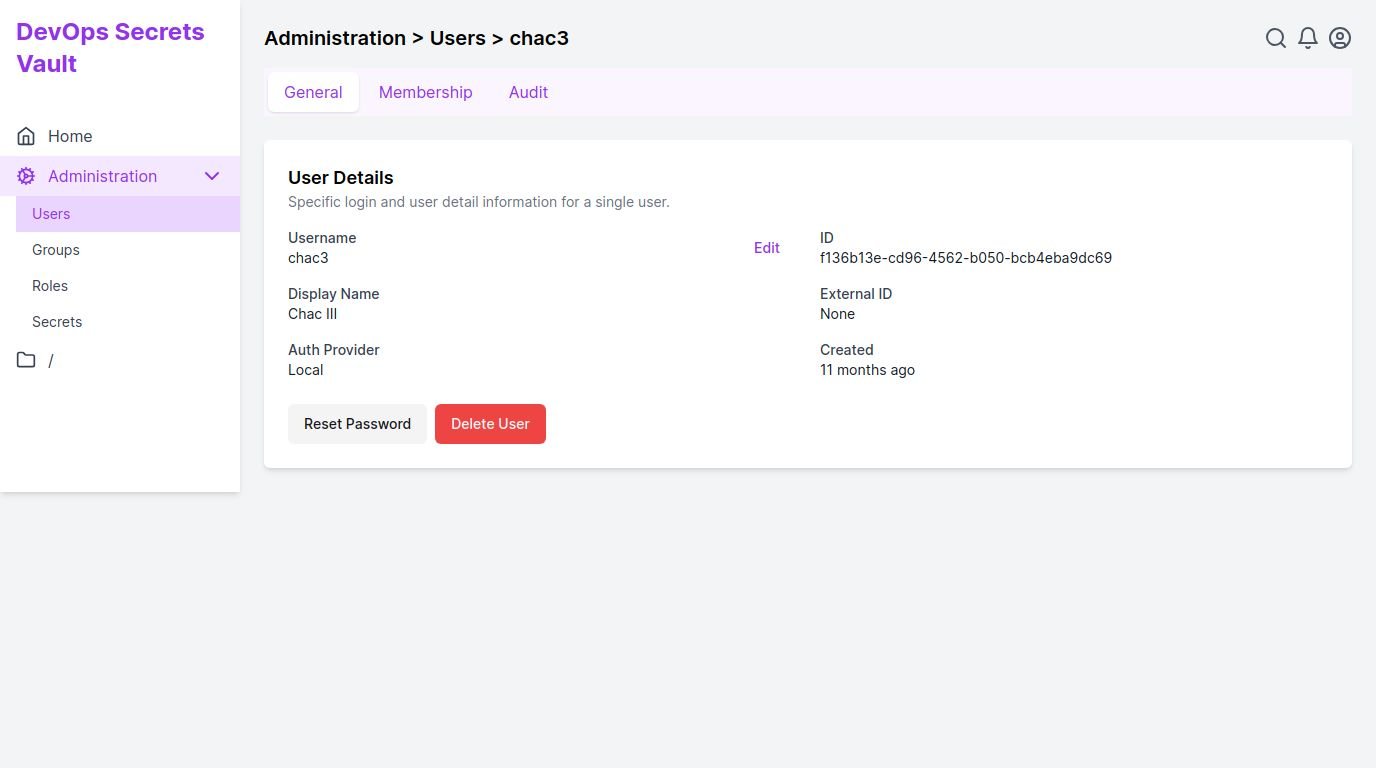 DevOps Secrets
Vault
Home
Administration
Users
Groups
Roles
Secrets
/
Administration > Users > chac3
General Membership Audit
User Details
Specific login and user detail information for a single user.
Username
chac3
Edit
ID
f136b13e-cd96-4562-b050-bcb4eba9dc69
Display Name
Chac III
External ID
None
Auth Provider
Local
Created
11 months ago
Reset Password
Delete User